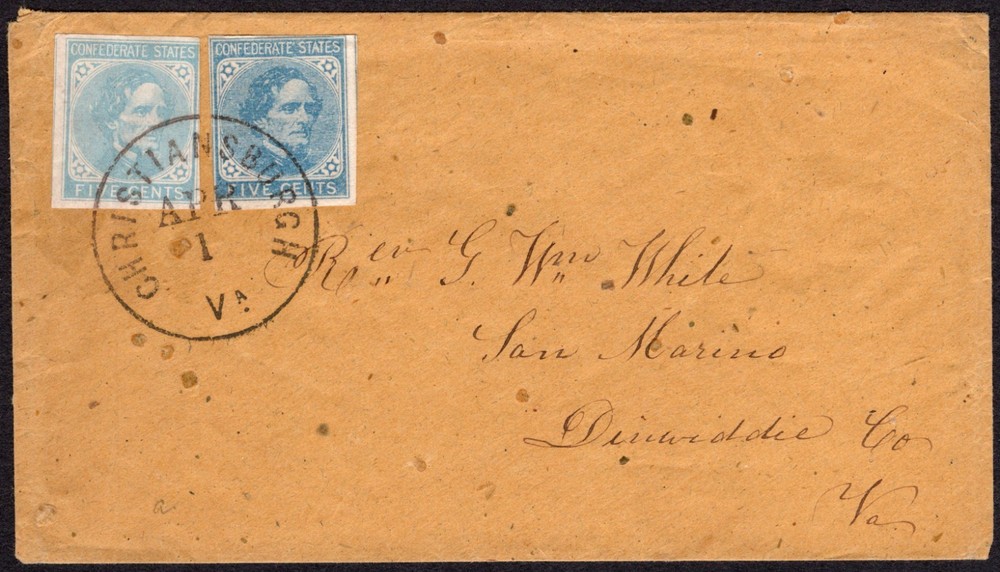 CONFEDERATE STATES
FIVE CENTS
CONFEDERATE STATES
FIVE CENTS
CHRISTIANSBURGH
APR
1
VA.
Rev G. Wm White
San Marino
Dinwiddie Co
Va.
a